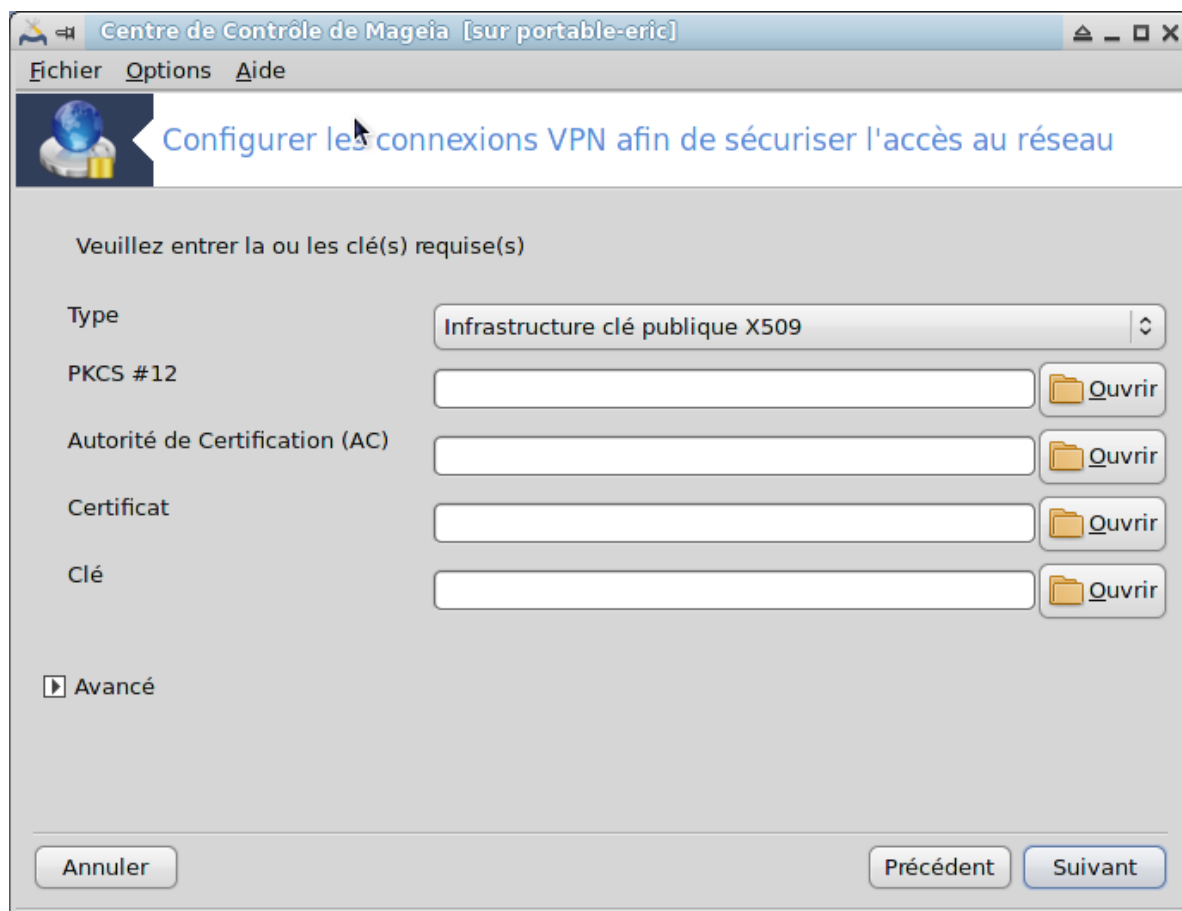 Centre de Contrôle de Mageia [sur portable-eric]
Fichier Options Aide
Configurer les connexions VPN afin de sécuriser l'accès au réseau
Veuillez entrer la ou les clé(s) requise(s)
Type Infrastructure clé publique X509
PKCS #12 Ouvrir
Autorité de Certification (AC) Ouvrir
Certificat Ouvrir
Clé Ouvrir
Avancé
Annuler Précédent Suivant